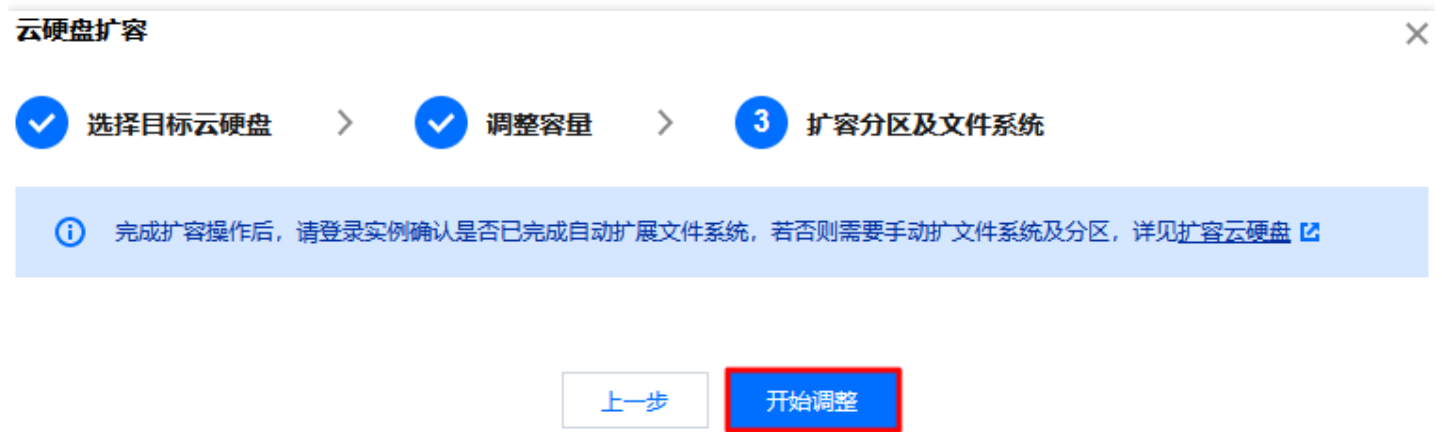 云硬盘扩容
选择目标云硬盘 > 调整容量 > 3 扩容分区及文件系统
完成扩容操作后，请登录实例确认是否已完成自动扩展文件系统，若否则需要手动扩文件系统及分区，详见扩容云硬盘
上一步 开始调整